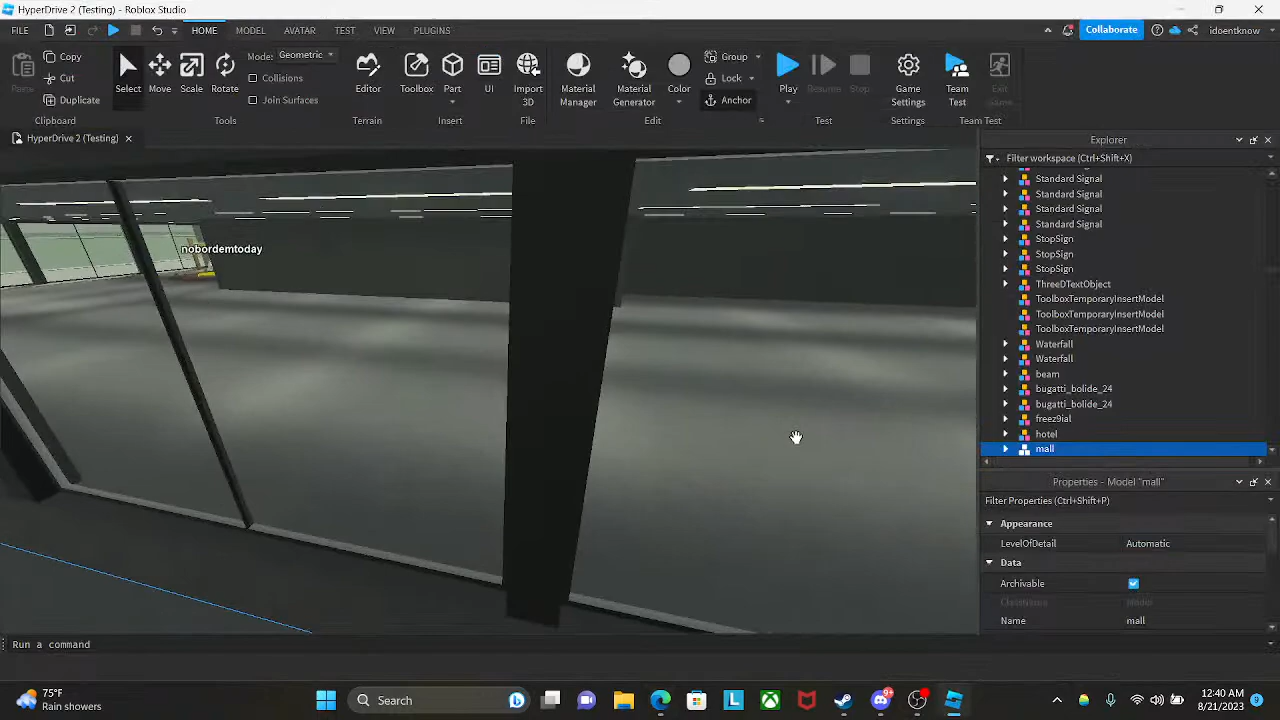 HyperDrive 2 (Testing) - Roblox Studio
FILE HOME MODEL AVATAR TEST VIEW PLUGINS Collaborate idoentknow
Paste Copy Cut Duplicate
Clipboard
Select Move Scale Rotate Mode: Geometric Collisions Join Surfaces
Tools
Editor
Terrain
Toolbox Part UI
Insert
Import 3D
File
Material Manager Material Generator Color Group Lock Anchor
Edit
Play Resume Stop
Test
Game Settings
Settings
Team Test Exit Game
Team Test
HyperDrive 2 (Testing)
nobordemtoday
Explorer
Filter workspace (Ctrl+Shift+X)
Standard Signal
Standard Signal
Standard Signal
Standard Signal
StopSign
StopSign
StopSign
ThreeDTextObject
ToolboxTemporaryInsertModel
ToolboxTemporaryInsertModel
ToolboxTemporaryInsertModel
Waterfall
Waterfall
beam
bugatti_bolide_24
bugatti_bolide_24
freez9ial
hotel
mall
Properties - Model "mall"
Filter Properties (Ctrl+Shift+P)
Appearance
LevelOfDetail Automatic
Data
Archivable
ClassName Model
Name mall
Run a command
75°F
Rain showers
Search
9+
12:40 AM
8/21/2023